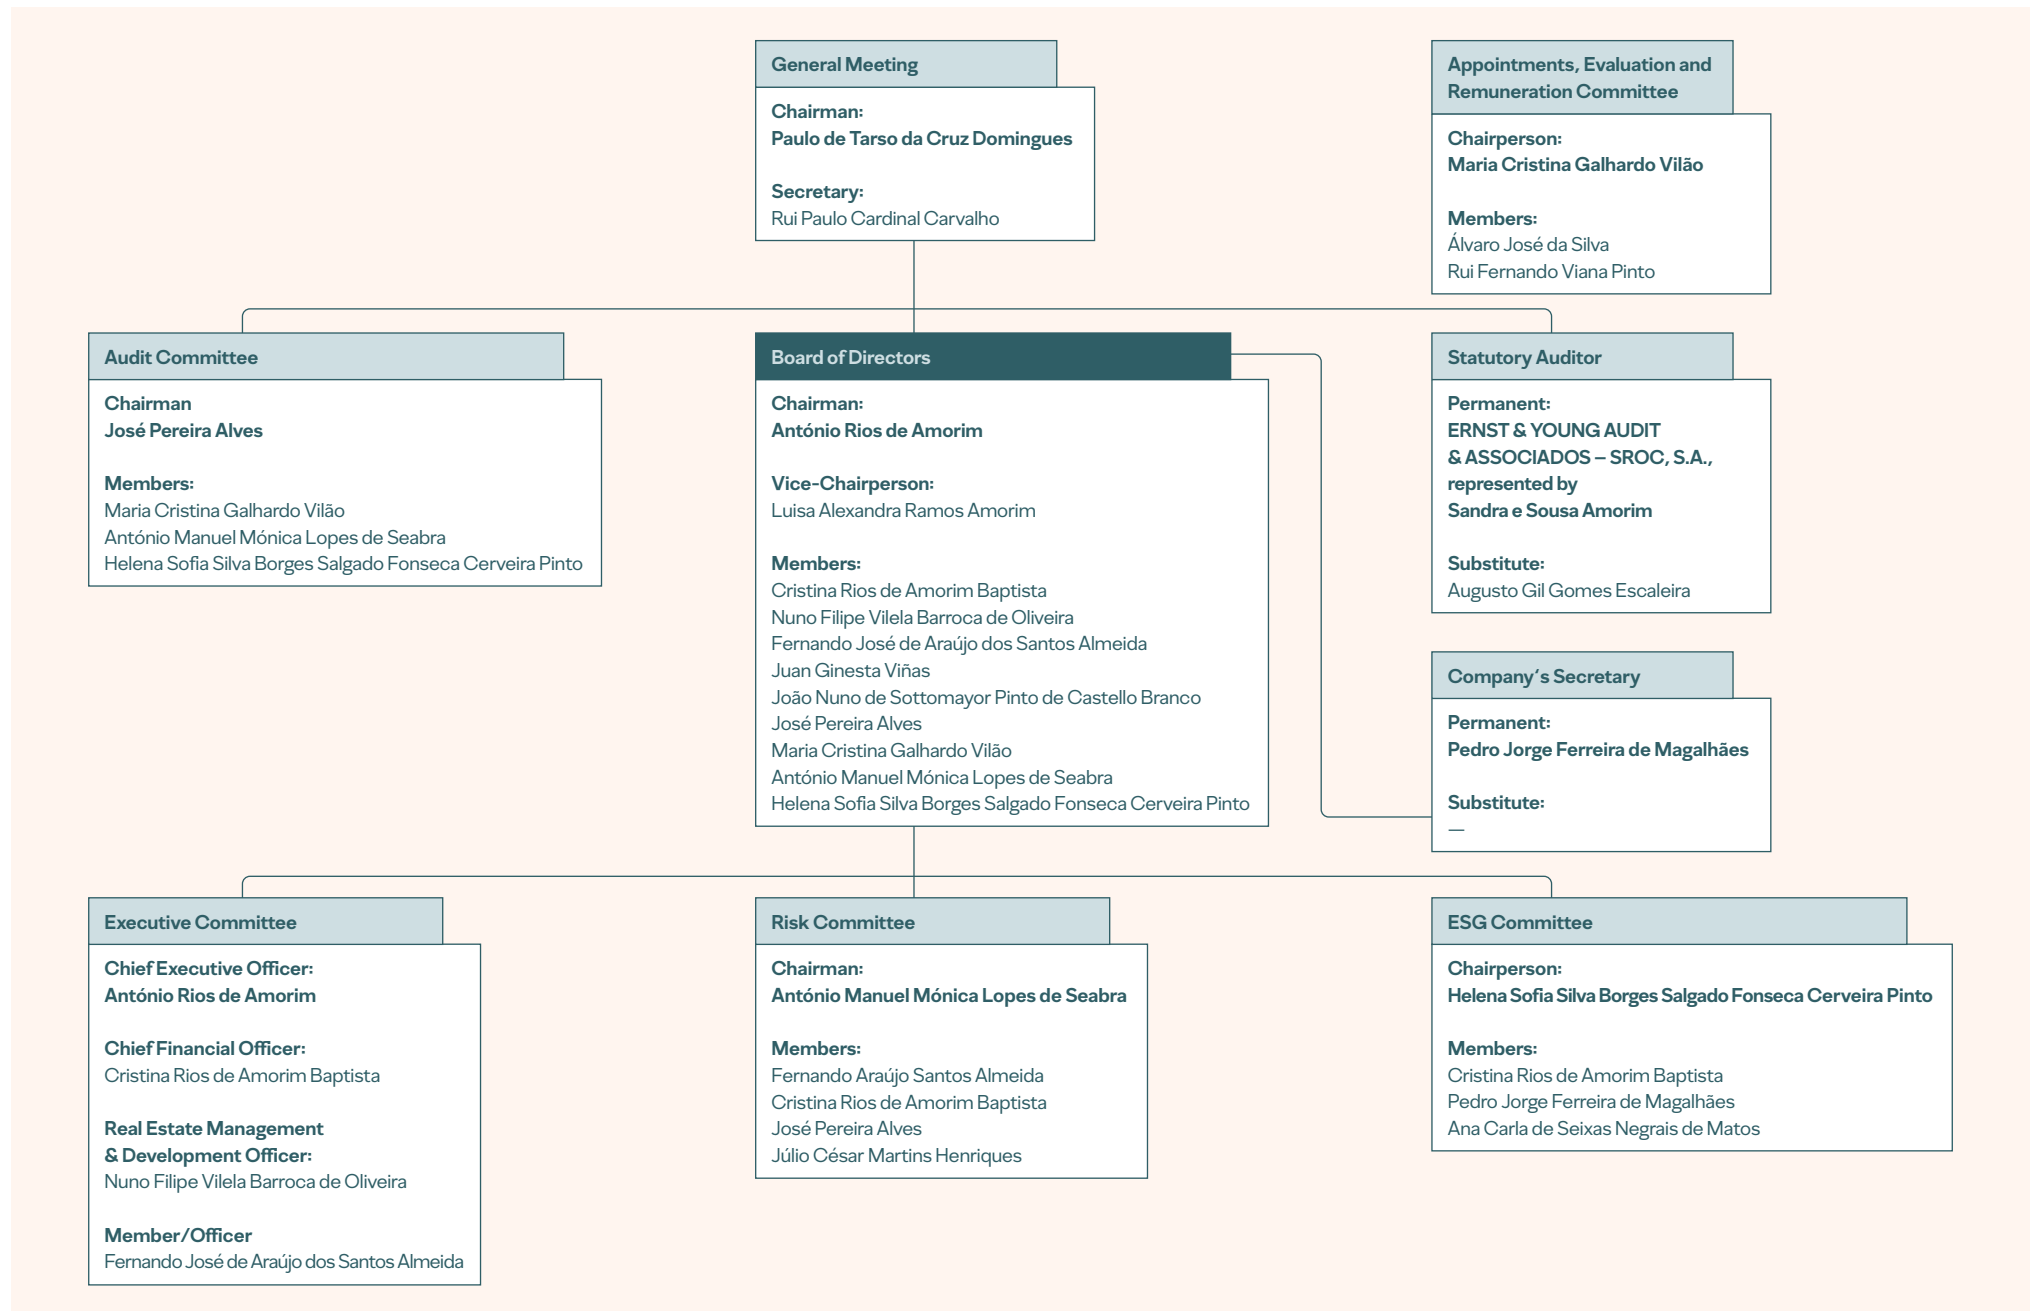 General Meeting
Chairman:
Paulo de Tarso da Cruz Domingues
Secretary:
Rui Paulo Cardinal Carvalho
Appointments, Evaluation and
Remuneration Committee
Chairperson:
Maria Cristina Galhardo Vilão
Members:
Álvaro José da Silva
Rui Fernando Viana Pinto
Audit Committee
Chairman
José Pereira Alves
Members:
Maria Cristina Galhardo Vilão
António Manuel Mónica Lopes de Seabra
Helena Sofia Silva Borges Salgado Fonseca Cerveira Pinto
Board of Directors
Chairman:
António Rios de Amorim
Vice-Chairperson:
Luisa Alexandra Ramos Amorim
Members:
Cristina Rios de Amorim Baptista
Nuno Filipe Vilela Barroca de Oliveira
Fernando José de Araújo dos Santos Almeida
Juan Ginesta Viñas
João Nuno de Sottomayor Pinto de Castello Branco
José Pereira Alves
Maria Cristina Galhardo Vilão
António Manuel Mónica Lopes de Seabra
Helena Sofia Silva Borges Salgado Fonseca Cerveira Pinto
Statutory Auditor
Permanent:
ERNST & YOUNG AUDIT
& ASSOCIADOS – SROC, S.A.,
represented by
Sandra e Sousa Amorim
Substitute:
Augusto Gil Gomes Escaleira
Company´s Secretary
Permanent:
Pedro Jorge Ferreira de Magalhães
Substitute:
—
Executive Committee
Chief Executive Officer:
António Rios de Amorim
Chief Financial Officer:
Cristina Rios de Amorim Baptista
Real Estate Management
& Development Officer:
Nuno Filipe Vilela Barroca de Oliveira
Member/Officer
Fernando José de Araújo dos Santos Almeida
Risk Committee
Chairman:
António Manuel Mónica Lopes de Seabra
Members:
Fernando Araújo Santos Almeida
Cristina Rios de Amorim Baptista
José Pereira Alves
Júlio César Martins Henriques
ESG Committee
Chairperson:
Helena Sofia Silva Borges Salgado Fonseca Cerveira Pinto
Members:
Cristina Rios de Amorim Baptista
Pedro Jorge Ferreira de Magalhães
Ana Carla de Seixas Negrais de Matos